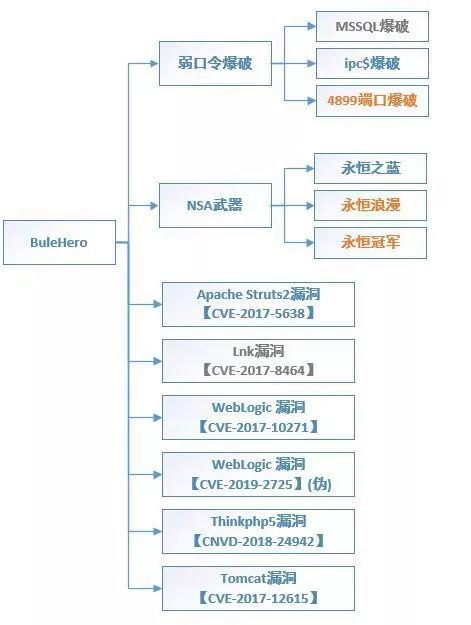 MSSQL爆破
弱口令爆破
ipc$爆破
4899端口爆破
永恒之蓝
NSA武器
永恒浪漫
永恒冠军
BuleHero
Apache Struts2漏洞
【CVE-2017-5638】
Lnk漏洞
【CVE-2017-8464】
WebLogic 漏洞
【CVE-2017-10271】
WebLogic 漏洞
【CVE-2019-2725】(伪)
Thinkphp5漏洞
【CNVD-2018-24942】
Tomcat漏洞
【CVE-2017-12615】